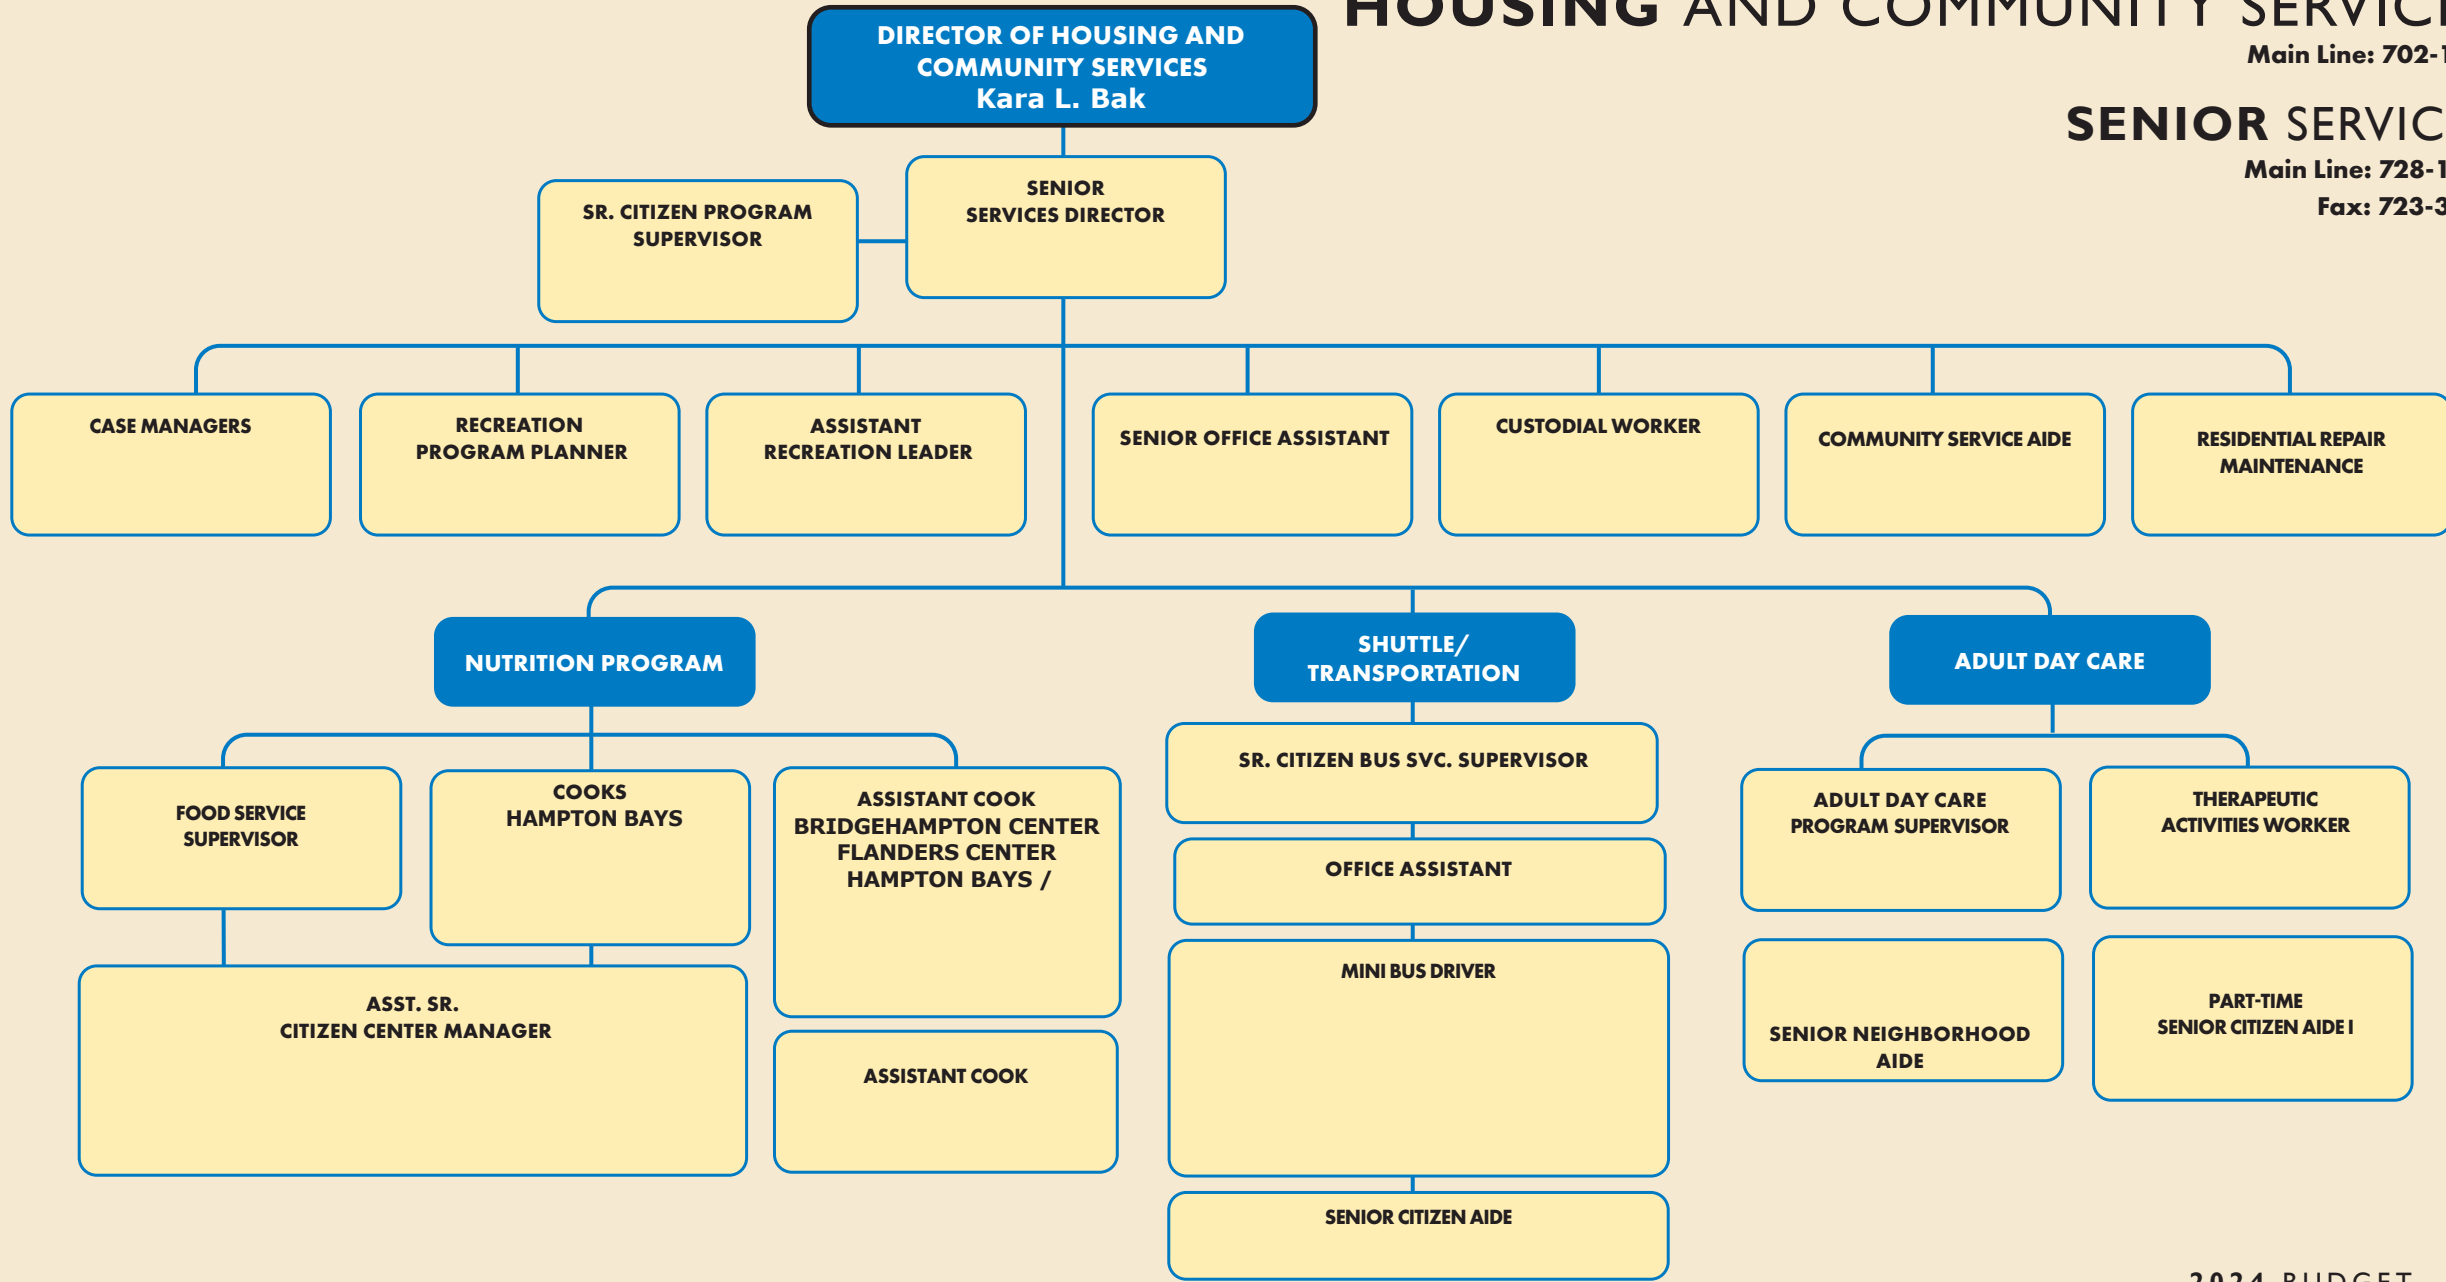 HOUSING AND COMMUNITY
Main Line: 702-1
SENIOR
Main Line: 728-1
Fax: 723-3
DIRECTOR OF HOUSING AND
COMMUNITY SERVICES
Kara L. Bak
SENIOR
SERVICES DIRECTOR
SR. CITIZEN PROGRAM
SUPERVISOR
CASE MANAGERS
RECREATION
PROGRAM PLANNER
ASSISTANT
RECREATION LEADER
SENIOR OFFICE ASSISTANT
CUSTODIAL WORKER
COMMUNITY SERVICE AIDE
RESIDENTIAL REPAIR
MAINTENANCE
NUTRITION PROGRAM
SHUTTLE/
TRANSPORTATION
ADULT DAY CARE
FOOD SERVICE
SUPERVISOR
COOKS
HAMPTON BAYS
ASSISTANT COOK
BRIDGEHAMPTON CENTER
FLANDERS CENTER
HAMPTON BAYS /
ASST. SR.
CITIZEN CENTER MANAGER
ASSISTANT COOK
SR. CITIZEN BUS SVC. SUPERVISOR
OFFICE ASSISTANT
MINI BUS DRIVER
SENIOR CITIZEN AIDE
ADULT DAY CARE
PROGRAM SUPERVISOR
THERAPEUTIC
ACTIVITIES WORKER
SENIOR NEIGHBORHOOD
AIDE
PART-TIME
SENIOR CITIZEN AIDE I
2024 BUDGET